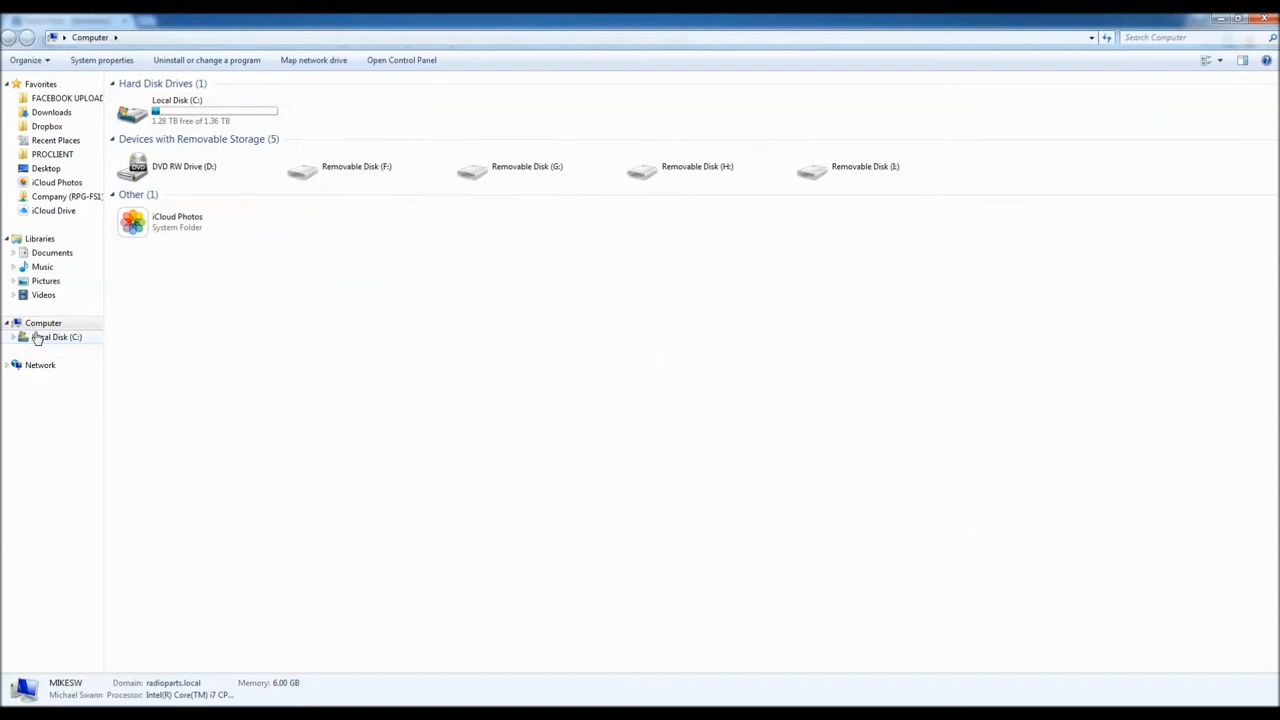 Computer
Search Computer
Organize
System properties
Uninstall or change a program
Map network drive
Open Control Panel
Favorites
FACEBOOK UPLOAD
Downloads
Dropbox
Recent Places
PROCLIENT
Desktop
iCloud Photos
Company (RPG-FS1)
iCloud Drive
Libraries
Documents
Music
Pictures
Videos
Computer
Disk (C:)
Network
Hard Disk Drives (1)
Local Disk (C:)
1.28 TB free of 1.36 TB
Devices with Removable Storage (5)
DVD RW Drive (D:)
Removable Disk (F:)
Removable Disk (G:)
Removable Disk (H:)
Removable Disk (I:)
Other (1)
iCloud Photos
System Folder
MIKESW
Domain: radioparts.local
Memory: 6.00 GB
Michael Swann
Processor: Intel(R) Core(TM) i7 CP...